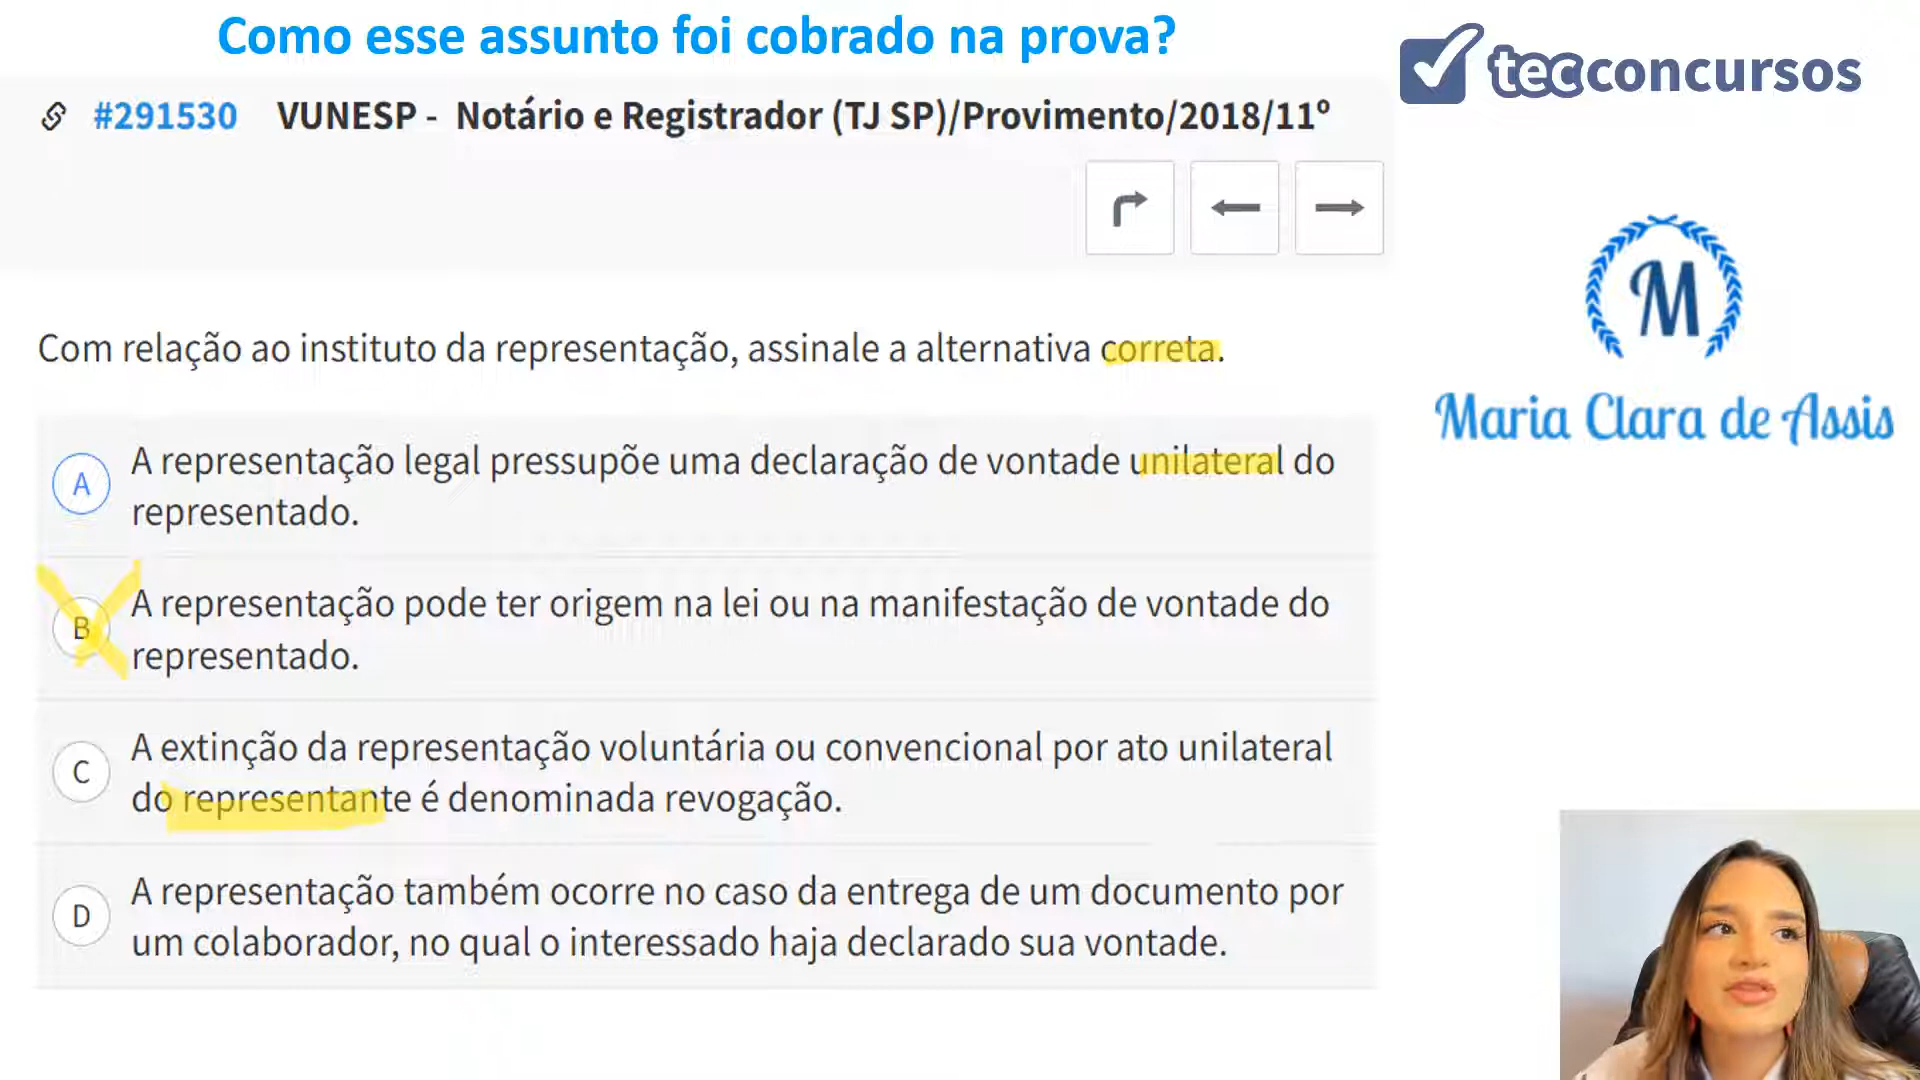 Como esse assunto foi cobrado na prova?
tecconcursos
#291530 VUNESP - Notário e Registrador (TJ SP)/Provimento/2018/11º
M
Maria Clara de Assis
Com relação ao instituto da representação, assinale a alternativa correta.
A A representação legal pressupõe uma declaração de vontade unilateral do
representado.
B A representação pode ter origem na lei ou na manifestação de vontade do
representado.
C A extinção da representação voluntária ou convencional por ato unilateral
do representante é denominada revogação.
D A representação também ocorre no caso da entrega de um documento por
um colaborador, no qual o interessado haja declarado sua vontade.